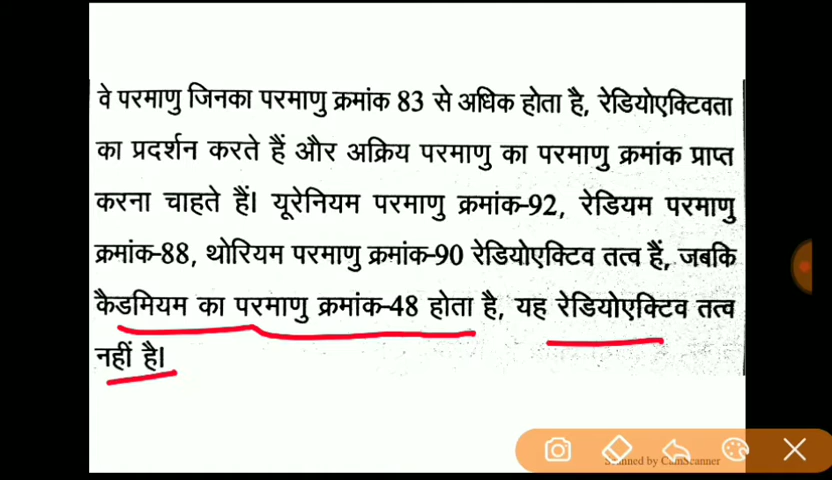 वे परमाणु जिनका परमाणु क्रमांक 83 से अधिक होता है, रेडियोएक्टिवता
का प्रदर्शन करते हैं और अक्रिय परमाणु का परमाणु क्रमांक प्राप्त
करना चाहते हैं। यूरेनियम परमाणु क्रमांक-92, रेडियम परमाणु
क्रमांक-88, थोरियम परमाणु क्रमांक-90 रेडियोएक्टिव तत्व हैं, जबकि
कैडमियम का परमाणु क्रमांक-48 होता है, यह रेडियोएक्टिव तत्व
नहीं है।
Scanned by CamScanner